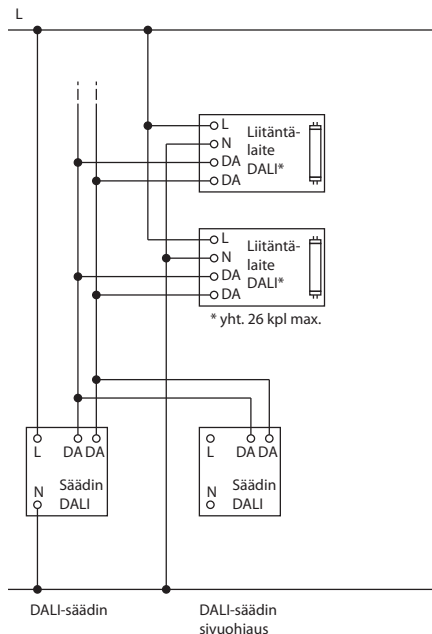 L
L
N
DA
DA
Liitäntä-
laite
DALI*
L
N
DA
DA
Liitäntä-
laite
DALI*
* yht. 26 kpl max.
L DA DA
N
Säädin
DALI
L DA DA
N
Säädin
DALI
DALI-säädin
DALI-säädin
sivuohjaus